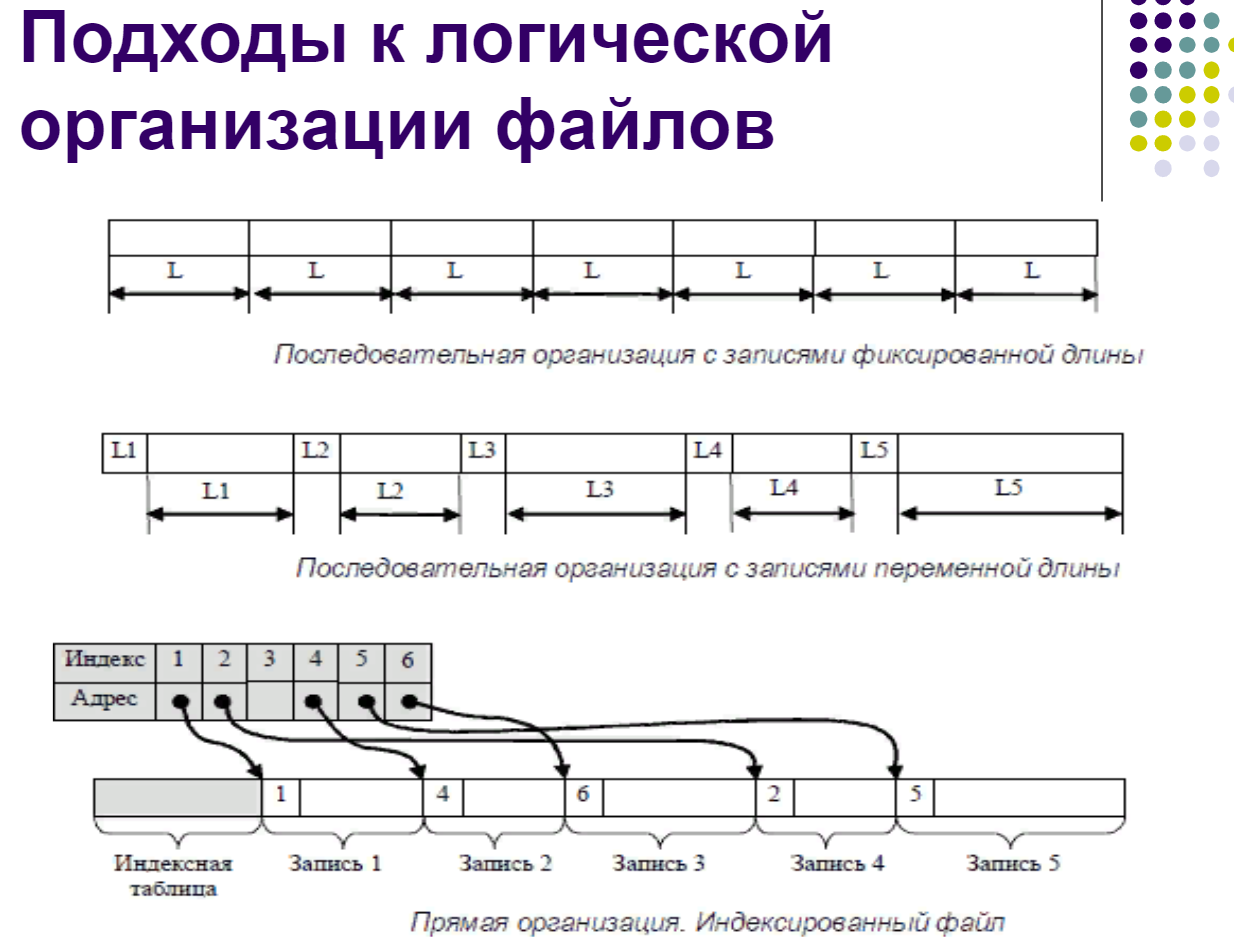 Подходы к логической
организации файлов
L L L L L L L
Последовательная организация с записями фиксированной длины
L1 L2 L3 L4 L5
L1 L2 L3 L4 L5
Последовательная организация с записями переменной длины
Индекс 1 2 3 4 5 6
Адрес
1 4 6 2 5
Индексная таблица
Запись 1 Запись 2 Запись 3 Запись 4 Запись 5
Прямая организация. Индексированный файл